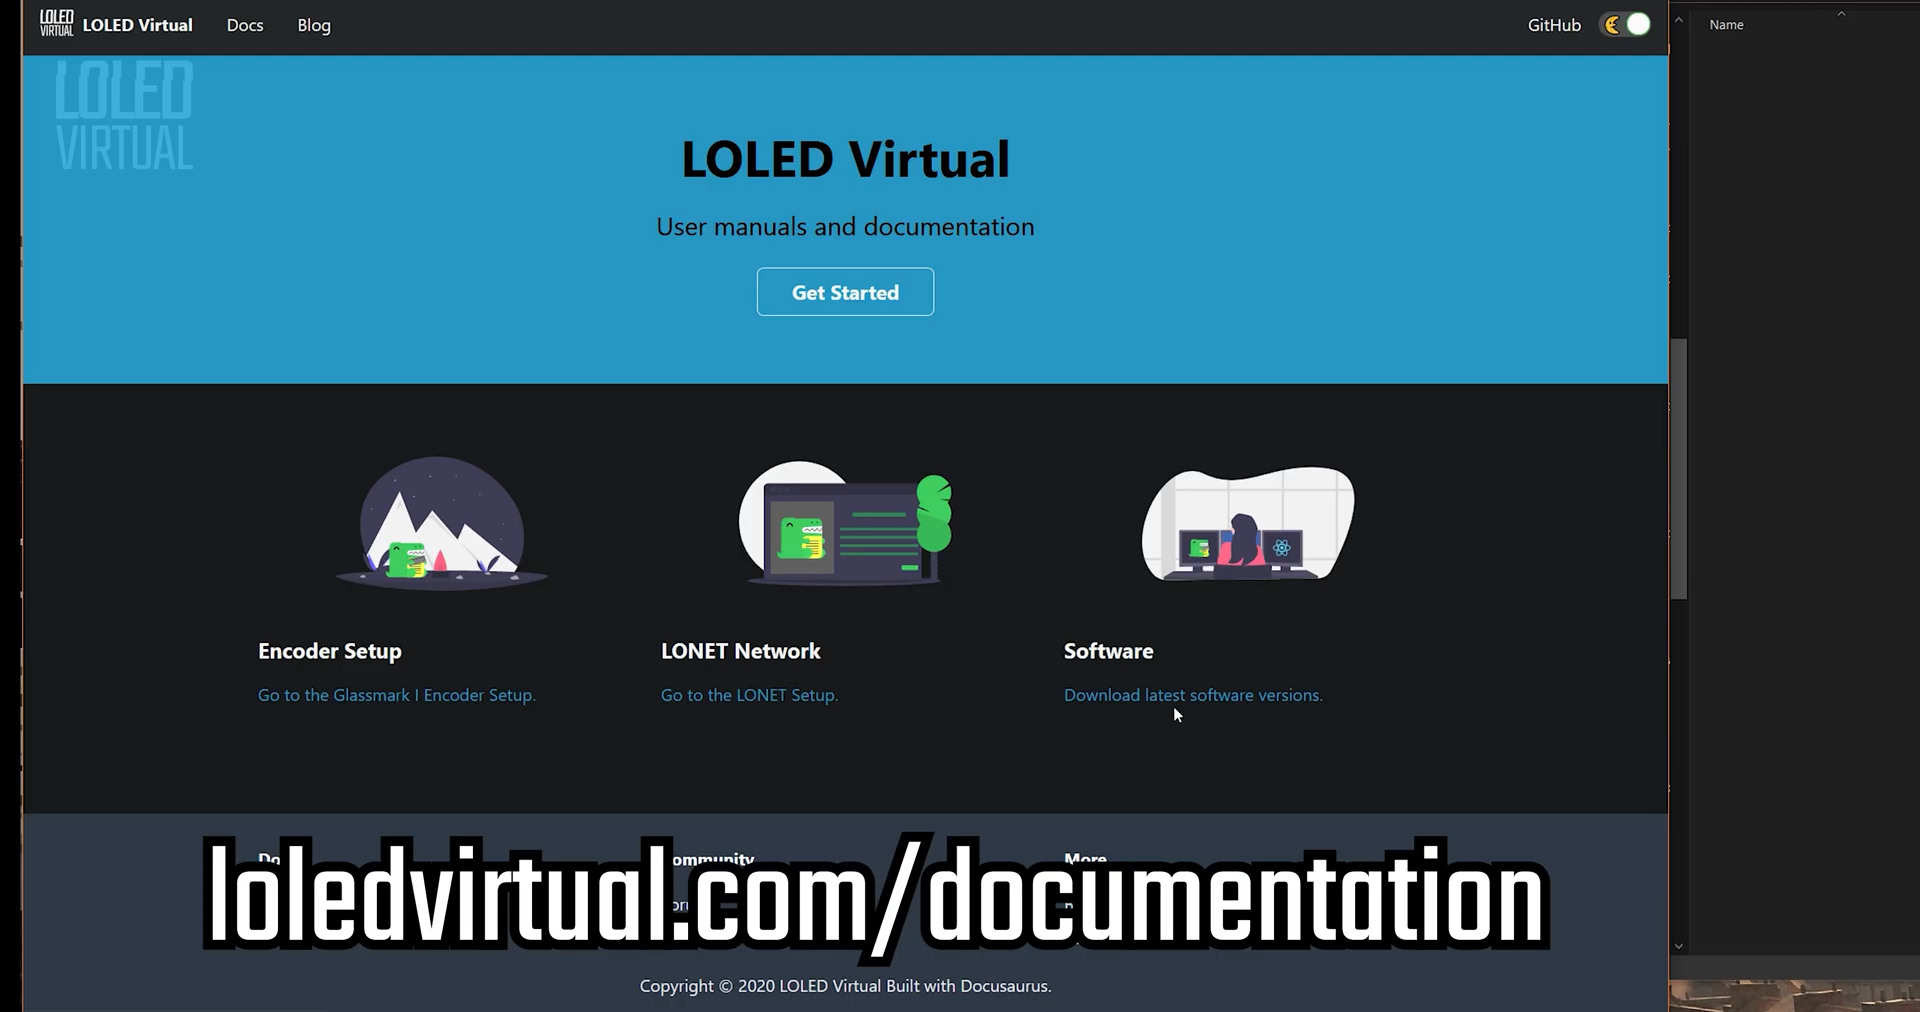 LOLED VIRTUAL LOLED Virtual Docs Blog GitHub
Name
LOLED
VIRTUAL
LOLED Virtual
User manuals and documentation
Get Started
Encoder Setup
LONET Network
Software
Go to the Glassmark I Encoder Setup.
Go to the LONET Setup.
Download latest software versions.
More
loledvirtual.com/documentation
Copyright © 2020 LOLED Virtual Built with Docusaurus.